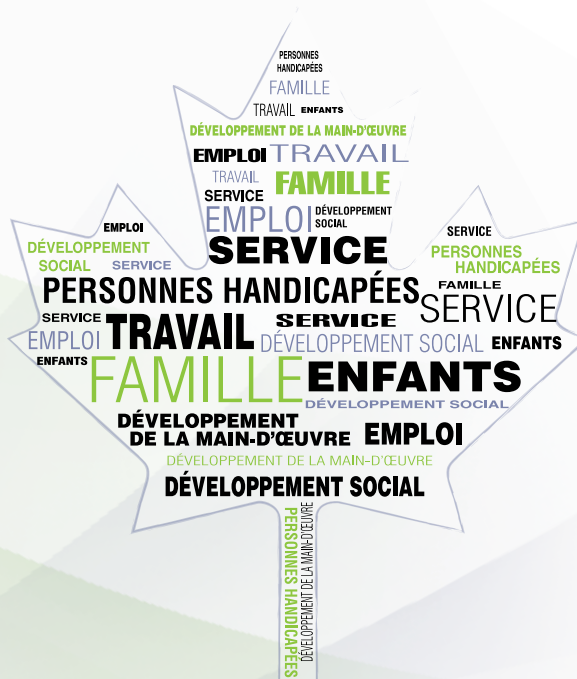 PERSONNES
HANDICAPÉES
FAMILLE
TRAVAIL ENFANTS
DÉVELOPPEMENT DE LA MAIN-D'ŒUVRE
EMPLOI TRAVAIL
TRAVAIL FAMILLE
SERVICE
EMPLOI DÉVELOPPEMENT
SOCIAL
EMPLOI SERVICE SERVICE
DÉVELOPPEMENT
SOCIAL SERVICE
PERSONNES
HANDICAPÉES
PERSONNES HANDICAPÉES FAMILLE
SERVICE
SERVICE TRAVAIL SERVICE
EMPLOI DÉVELOPPEMENT SOCIAL ENFANTS
ENFANTS FAMILLE ENFANTS
DÉVELOPPEMENT SOCIAL
DÉVELOPPEMENT
DE LA MAIN-D'ŒUVRE EMPLOI
DÉVELOPPEMENT DE LA MAIN-D'ŒUVRE
DÉVELOPPEMENT SOCIAL
PERSONNES HANDICAPÉES
DÉVELOPPEMENT DE LA MAIN-D'ŒUVRE